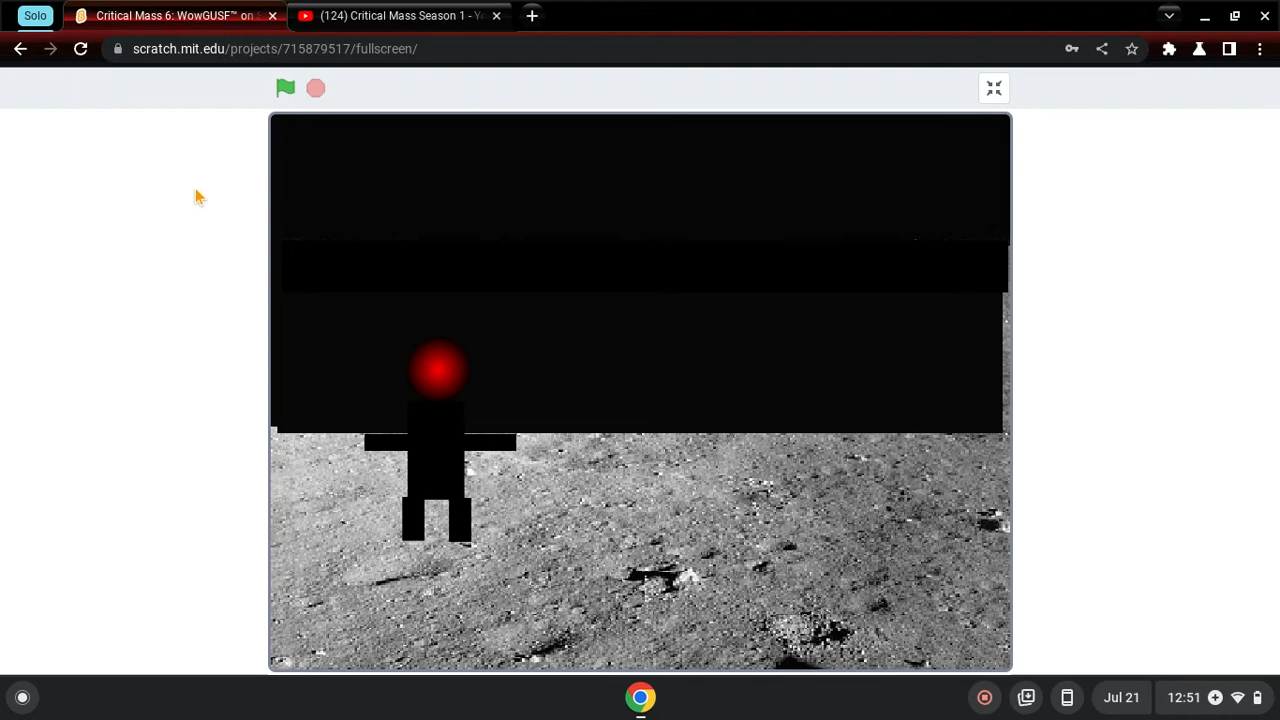 Solo
Critical Mass 6: WowGUSF™ on
(124) Critical Mass Season 1 - Y
scratch.mit.edu/projects/715879517/fullscreen/
Jul 21
12:51